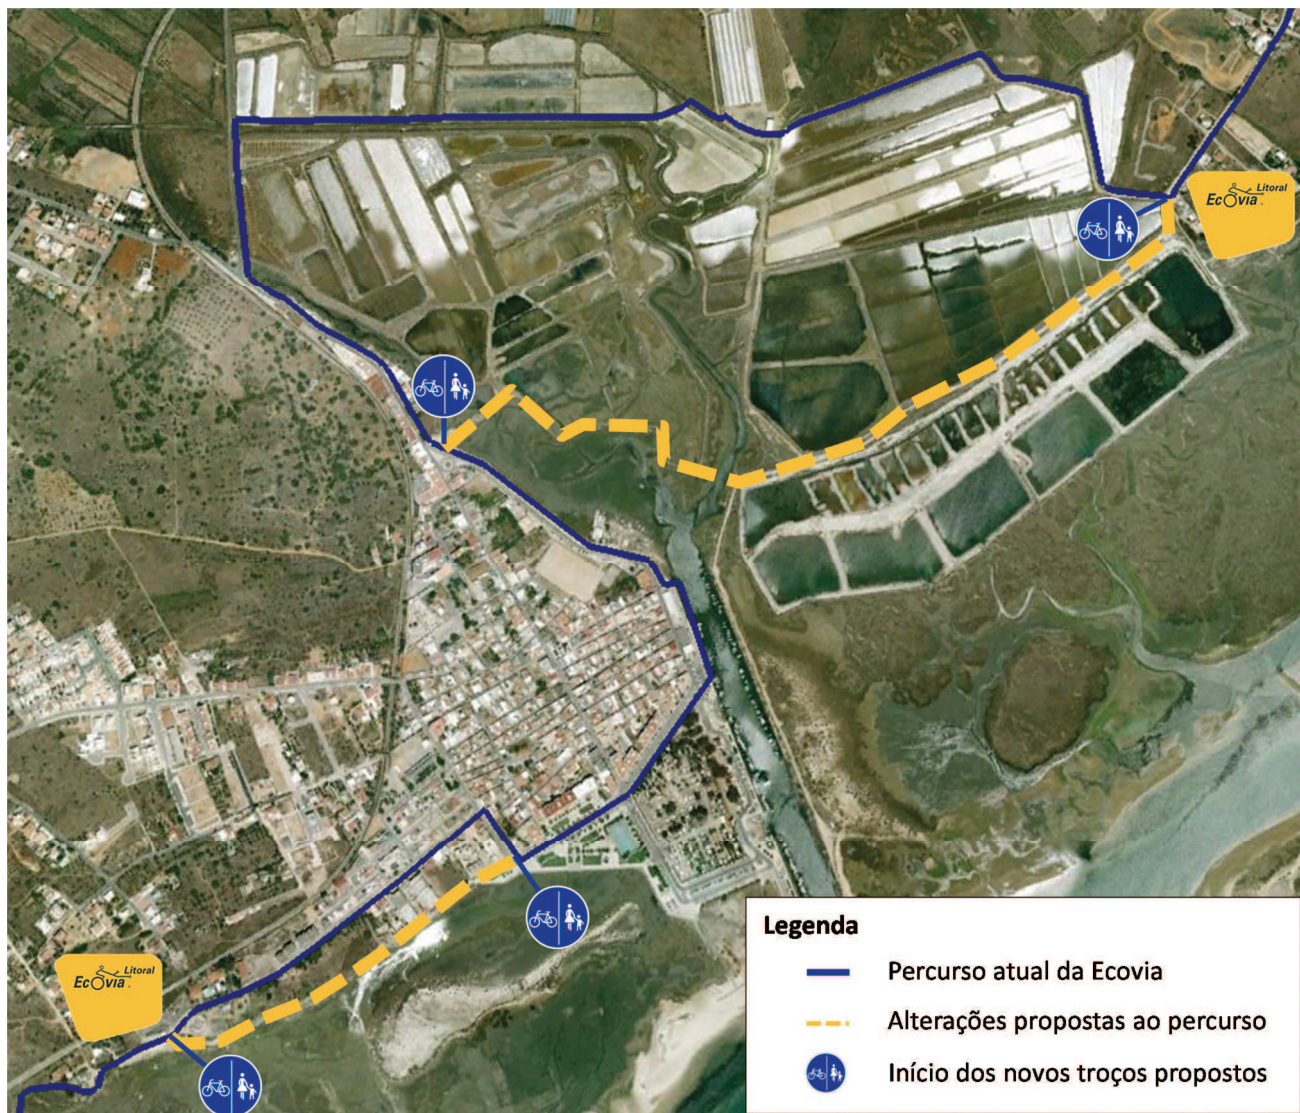 Litoral
Ecovia
Litoral
Ecovia
Legenda
Percurso atual da Ecovia
Alterações propostas ao percurso
Início dos novos troços propostos